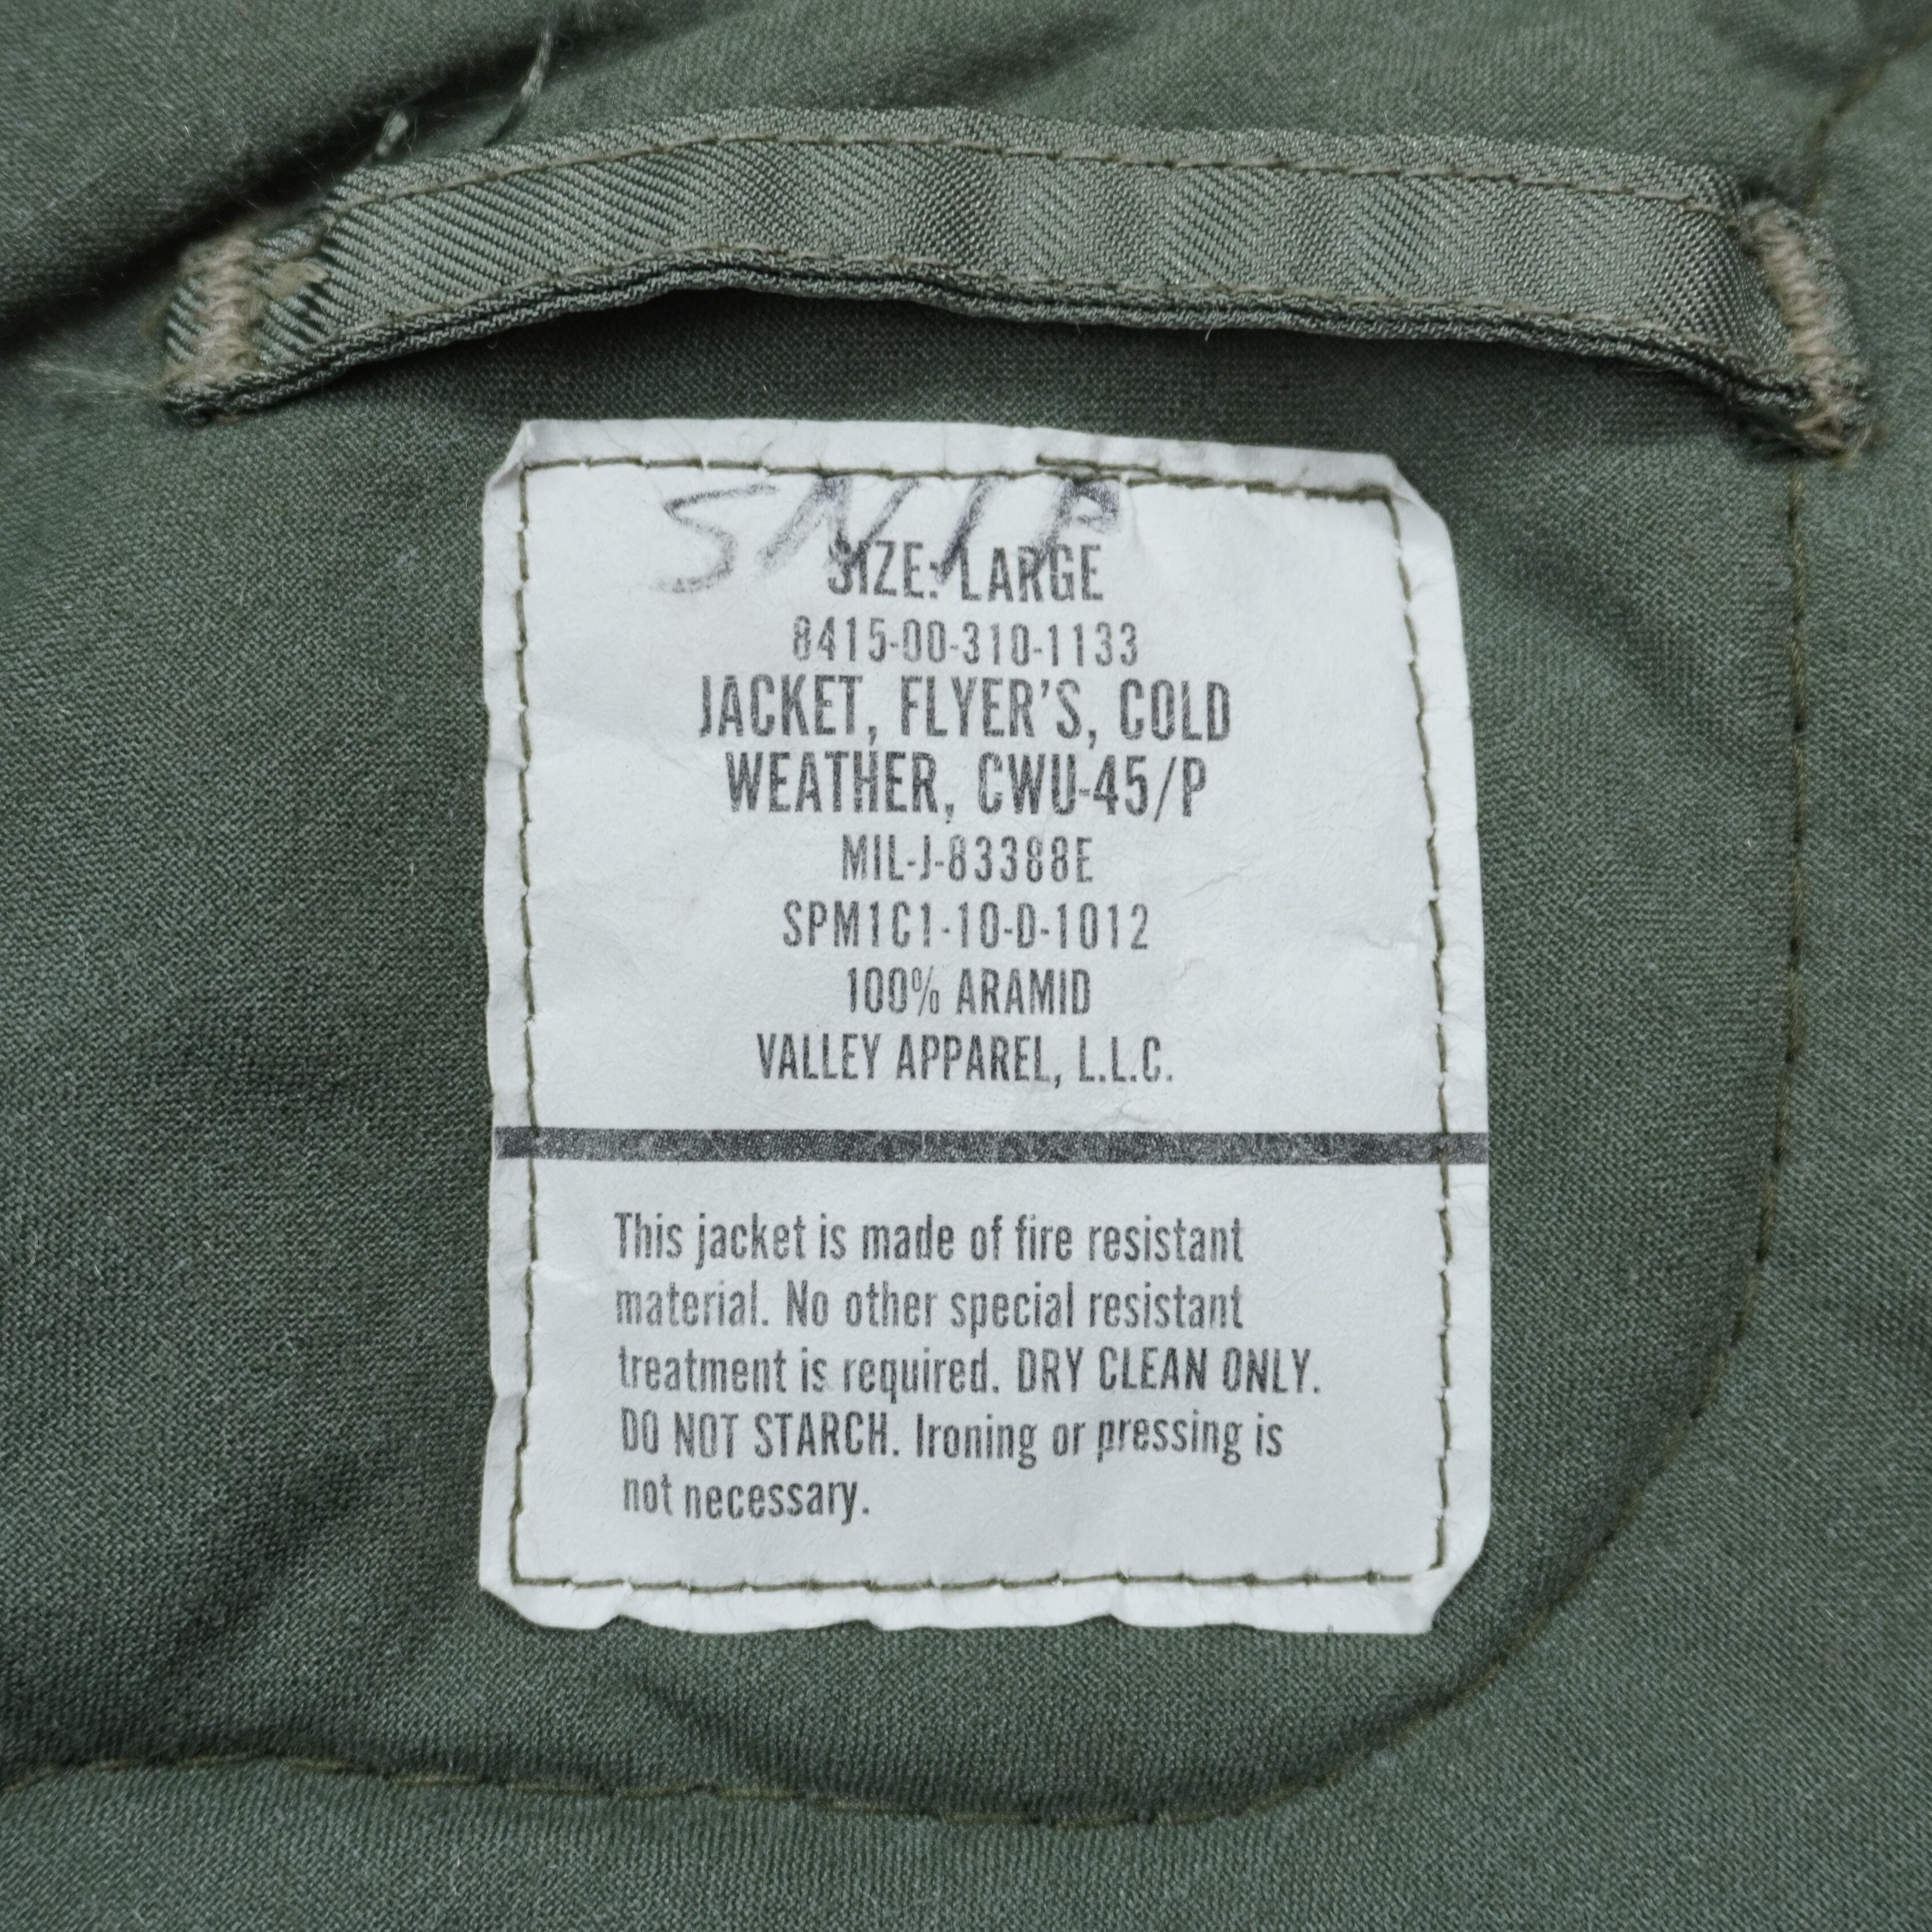 SNIP
SIZE: LARGE
8415-00-310-1133
JACKET, FLYER'S, COLD
WEATHER, CWU-45/P
MIL-J-83388E
SPM1C1-10-D-1012
100% ARAMID
VALLEY APPAREL, L.L.C.
This jacket is made of fire resistant
material. No other special resistant
treatment is required. DRY CLEAN ONLY.
DO NOT STARCH. Ironing or pressing is
not necessary.